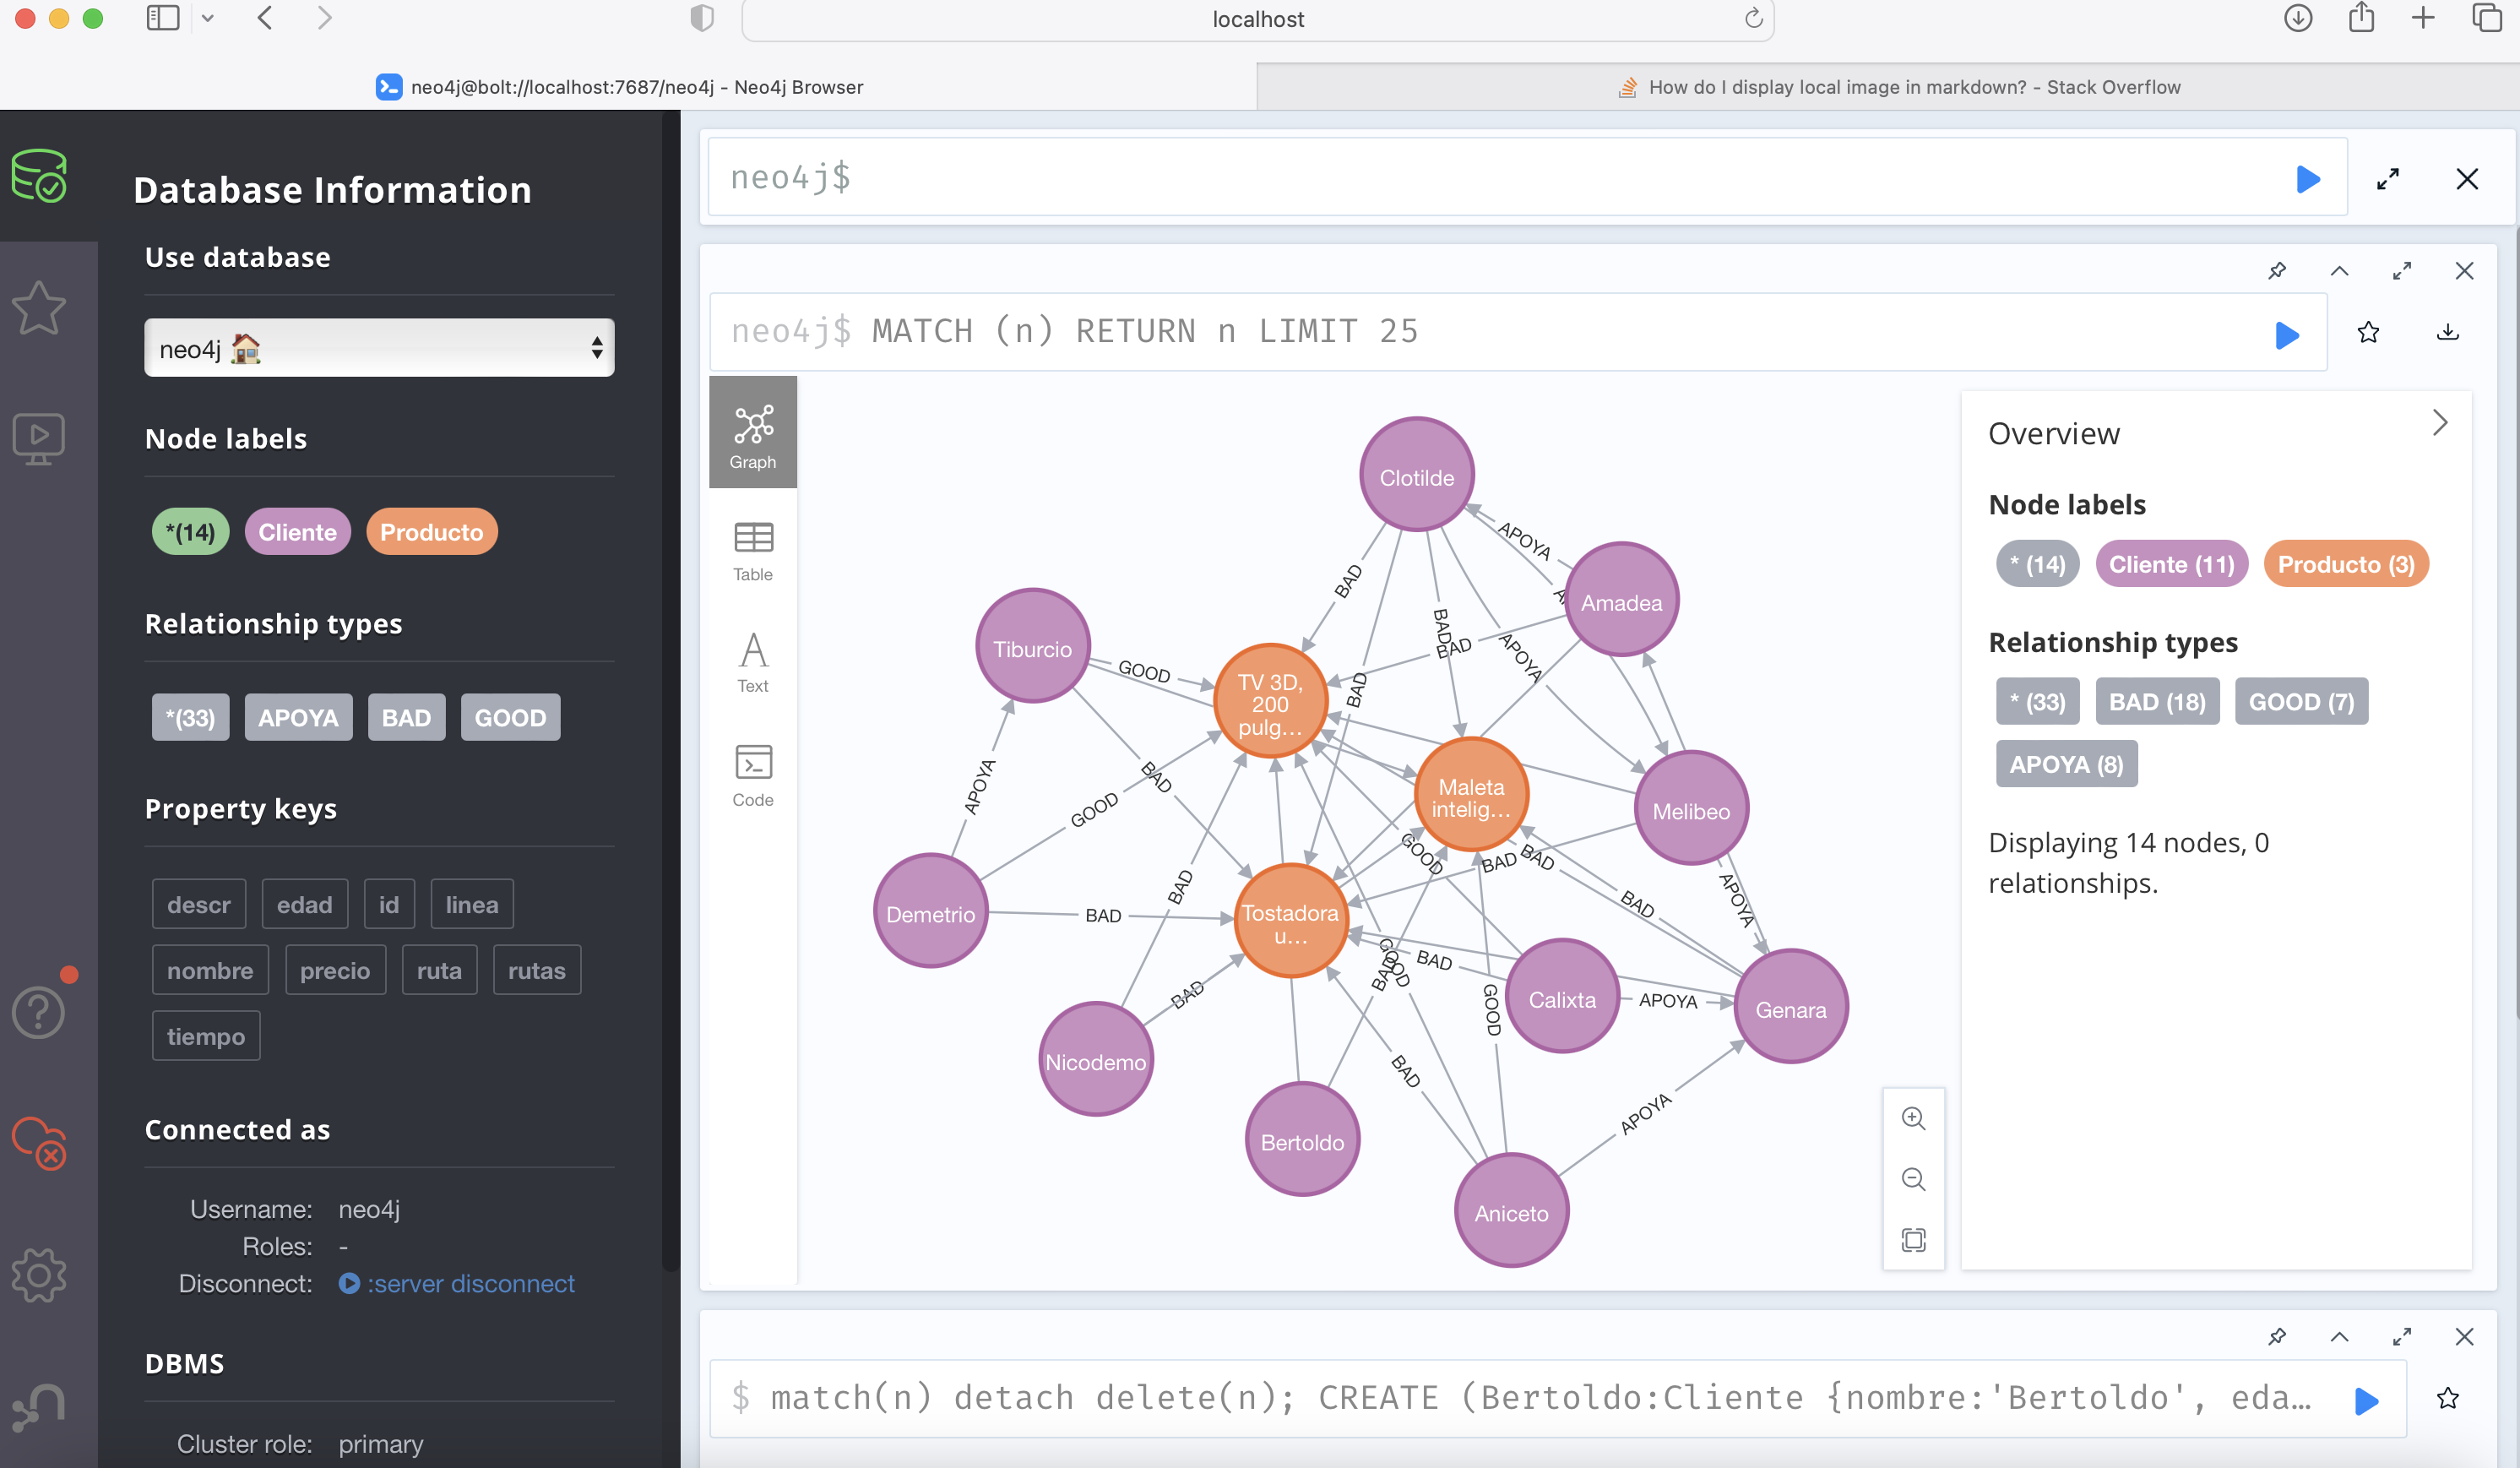 localhost
neo4j@bolt://localhost:7687/neo4j - Neo4j Browser
How do I display local image in markdown? - Stack Overflow
Database Information
Use database
neo4j
Node labels
*(14) Cliente Producto
Relationship types
*(33) APOYA BAD GOOD
Property keys
descr edad id linea
nombre precio ruta rutas
tiempo
Connected as
Username: neo4j
Roles: -
Disconnect: :server disconnect
DBMS
Cluster role: primary
neo4j$
neo4j$ MATCH (n) RETURN n LIMIT 25
Graph
Table
Text
Code
Clotilde
APOYA
BAD
Amadea
BAD
BAD
APOYA
Tiburcio
GOOD
TV 3D,
200
pulg...
BAD
BAD
APOYA
GOOD
Maleta
intelig...
Melibeo
GOOD
BAD
BAD
BAD
BAD
APOYA
Demetrio
BAD
Tostadora
u...
GOOD
BAD
BAD
BAD
GOOD
Calixta
APOYA
Genara
Nicodemo
BAD
APOYA
Bertoldo
Aniceto
Overview
Node labels
* (14) Cliente (11) Producto (3)
Relationship types
* (33) BAD (18) GOOD (7)
APOYA (8)
Displaying 14 nodes, 0
relationships.
$ match(n) detach delete(n); CREATE (Bertoldo:Cliente {nombre:'Bertoldo', eda...